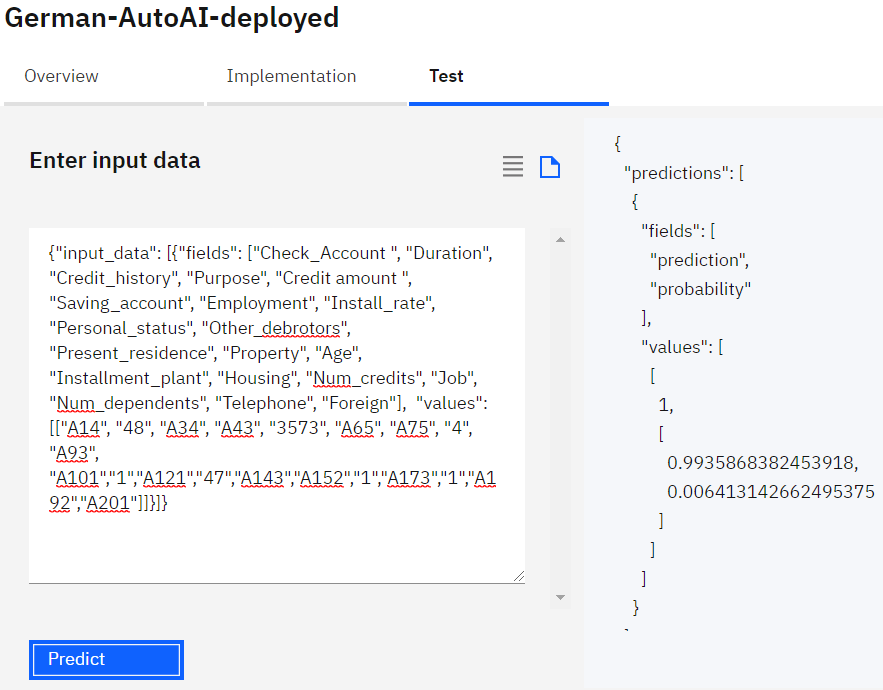 German-AutoAI-deployed
Overview
Implementation
Test
Enter input data
{"input_data": [{"fields": ["Check_Account ", "Duration",
"Credit_history", "Purpose", "Credit amount ",
"Saving_account", "Employment", "Install_rate",
"Personal_status", "Other_debrotors",
"Present_residence", "Property", "Age",
"Installment_plant", "Housing", "Num_credits", "Job",
"Num_dependents", "Telephone", "Foreign"],  "values":
[["A14", "48", "A34", "A43", "3573", "A65", "A75", "4",
"A93",
"A101","1","A121","47","A143","A152","1","A173","1","A1
92","A201"]]}]}
Predict
{
"predictions": [
{
"fields": [
"prediction",
"probability"
],
"values": [
[
1,
[
0.9935868382453918,
0.006413142662495375
]
]
]
}